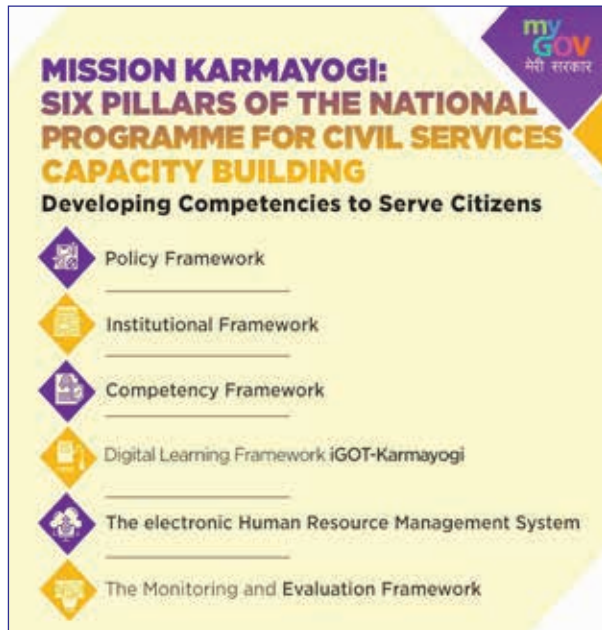 my
GOV
मेरी सरकार
MISSION KARMAYOGI:
SIX PILLARS OF THE NATIONAL
PROGRAMME FOR CIVIL SERVICES
CAPACITY BUILDING
Developing Competencies to Serve Citizens
Policy Framework
Institutional Framework
Competency Framework
Digital Learning Framework iGOT-Karmayogi
The electronic Human Resource Management System
The Monitoring and Evaluation Framework